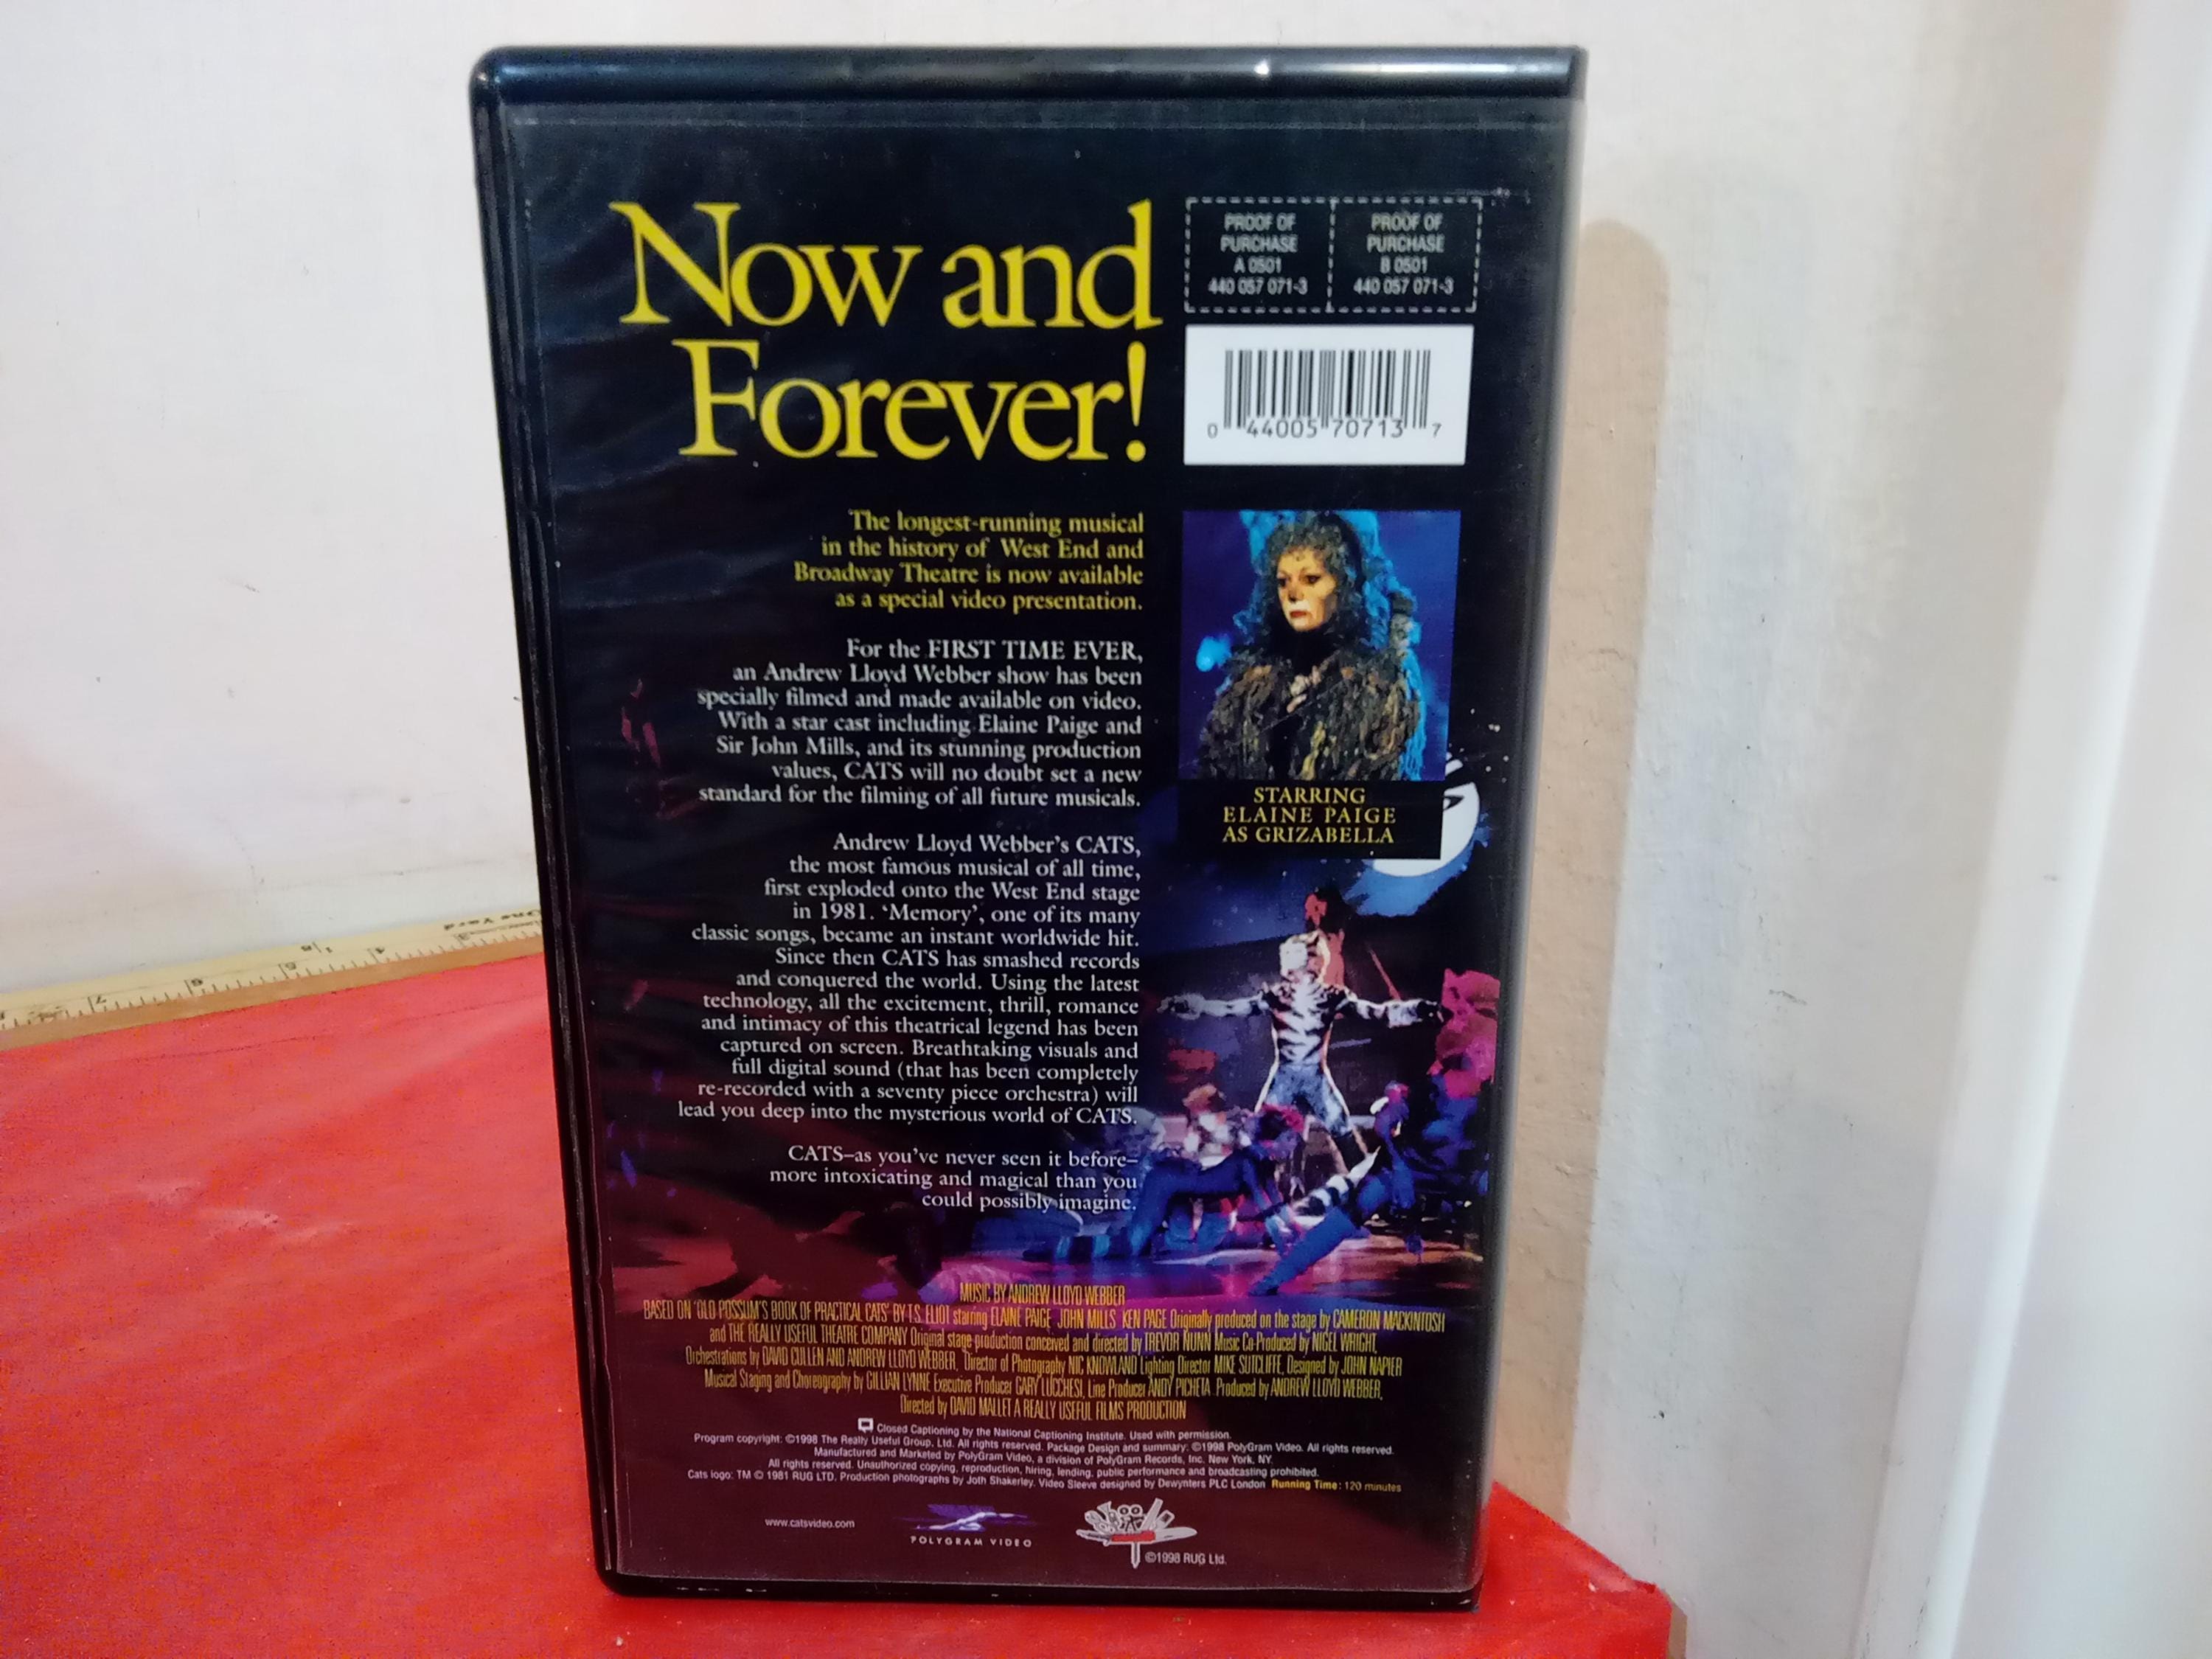 Now and
Forever!
PROOF OF
PURCHASE
A 0501
440 057 071-3
PROOF OF
PURCHASE
B 0501
440 057 071-3
0 44005 70713 7
The longest-running musical
in the history of West End and
Broadway Theatre is now available
as a special video presentation.
For the FIRST TIME EVER,
an Andrew Lloyd Webber show has been
specially filmed and made available on video.
With a star cast including Elaine Paige and
Sir John Mills, and its stunning production
values, CATS will no doubt set a new
standard for the filming of all future musicals.
STARRING
ELAINE PAIGE
AS GRIZABELLA
Andrew Lloyd Webber's CATS,
the most famous musical of all time,
first exploded onto the West End stage
in 1981. 'Memory', one of its many
classic songs, became an instant worldwide hit.
Since then CATS has smashed records
and conquered the world. Using the latest
technology, all the excitement, thrill, romance
and intimacy of this theatrical legend has been
captured on screen. Breathtaking visuals and
full digital sound (that has been completely
re-recorded with a seventy piece orchestra) will
lead you deep into the mysterious world of CATS.
CATS–as you've never seen it before–
more intoxicating and magical than you
could possibly imagine.
MUSIC BY ANDREW LLOYD WEBBER
BASED ON 'OLD POSSUM'S BOOK OF PRACTICAL CATS' BY T.S. ELIOT starring ELAINE PAIGE JOHN MILLS KEN PAGE Originally produced on the stage by CAMERON MACKINTOSH
and THE REALLY USEFUL THEATRE COMPANY Original stage production conceived and directed by TREVOR NUNN Music Co-Produced by NIGEL WRIGHT,
Orchestrations by DAVID CULLEN AND ANDREW LLOYD WEBBER, Director of Photography NIC KNOWLAND Lighting Director MIKE SUTCLIFFE, Designed by JOHN NAPIER
Musical Staging and Choreography by GILLIAN LYNNE Executive Producer GARY LUCCHESI, Line Producer ANDY PICHETA Produced by ANDREW LLOYD WEBBER,
Directed by DAVID MALLET A REALLY USEFUL FILMS PRODUCTION
Closed Captioning by the National Captioning Institute. Used with permission.
Program copyright: ©1998 The Really Useful Group, Ltd. All rights reserved. Package Design and summary: ©1998 PolyGram Video. All rights reserved.
Manufactured and Marketed by PolyGram Video, a division of PolyGram Records, Inc. New York, NY.
All rights reserved. Unauthorized copying, reproduction, hiring, lending, public performance and broadcasting prohibited.
Cats logo: TM © 1981 RUG LTD. Production photographs by Joth Shakerley. Video Sleeve designed by Dewynters PLC London Running Time: 120 minutes
www.catsvideo.com
POLYGRAM VIDEO
©1998 RUG Ltd.
One Yard
7 6 5 4 3